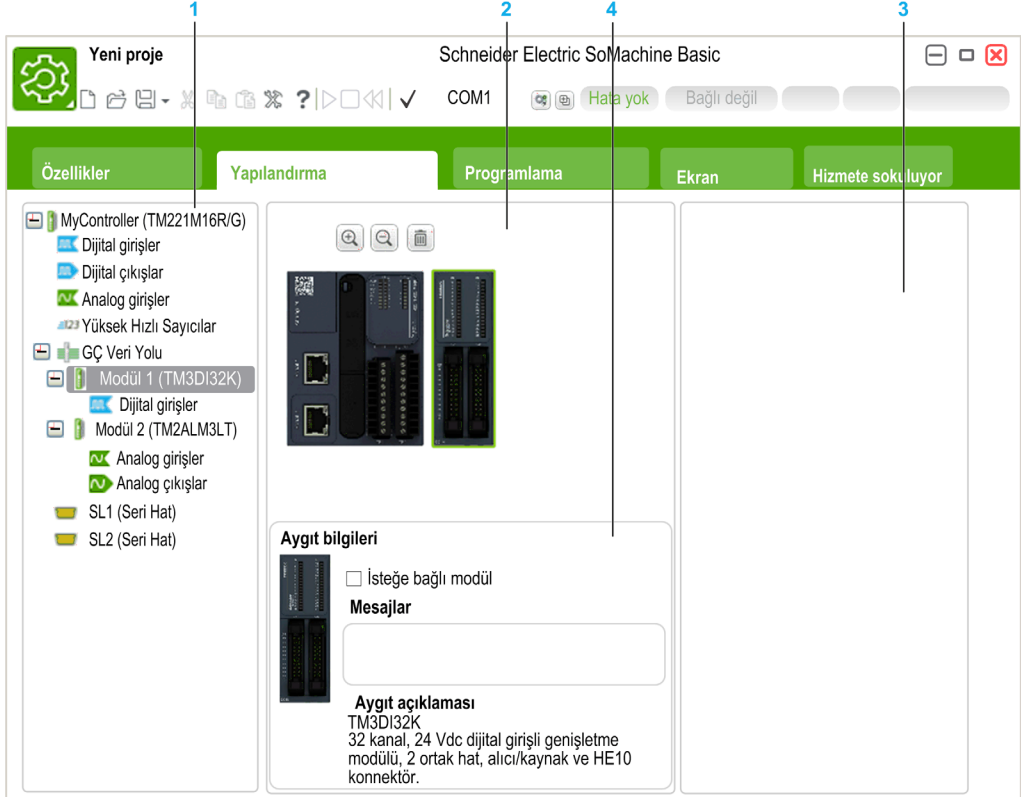 1 2 4 3
Yeni proje Schneider Electric SoMachine Basic
COM1 Hata yok Bağlı değil
Özellikler Yapılandırma Programlama Ekran Hizmete sokuluyor
MyController (TM221M16R/G)
Dijital girişler
Dijital çıkışlar
Analog girişler
123 Yüksek Hızlı Sayıcılar
GÇ Veri Yolu
Modül 1 (TM3DI32K)
Dijital girişler
Modül 2 (TM2ALM3LT)
Analog girişler
Analog çıkışlar
SL1 (Seri Hat)
SL2 (Seri Hat)
Aygıt bilgileri
İsteğe bağlı modül
Mesajlar
Aygıt açıklaması
TM3DI32K
32 kanal, 24 Vdc dijital girişli genişletme
modülü, 2 ortak hat, alıcı/kaynak ve HE10
konnektör.